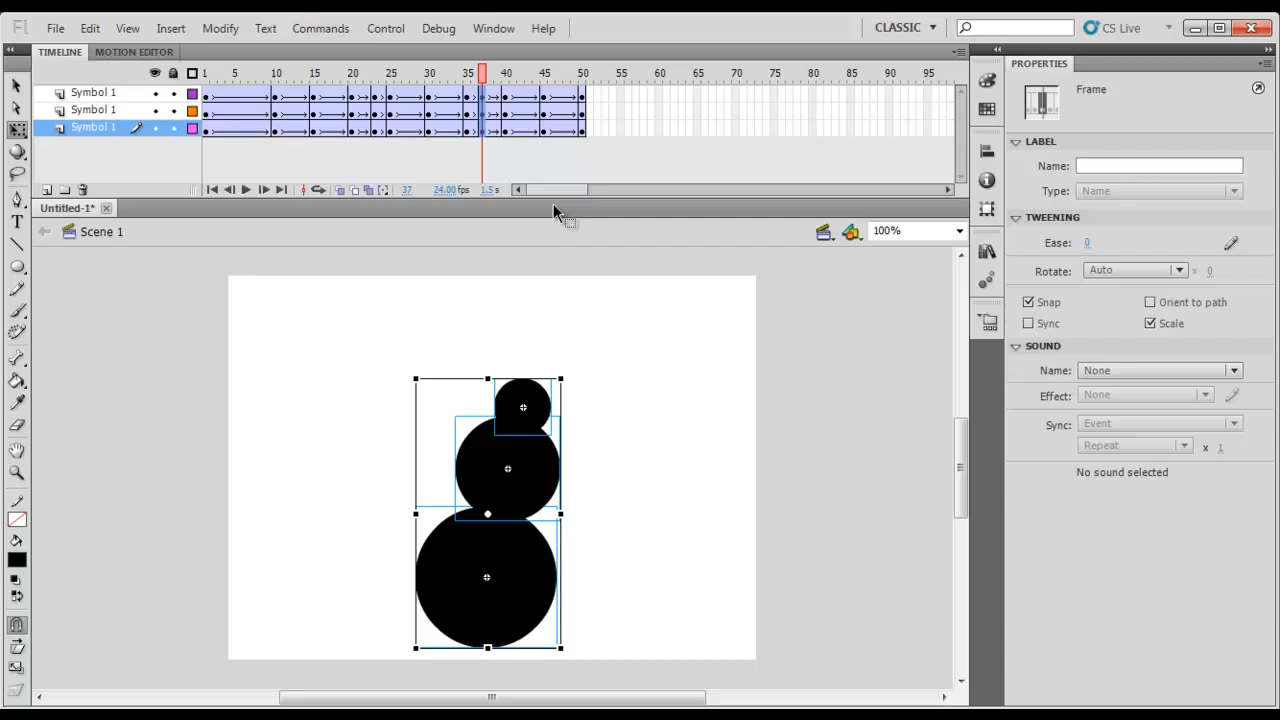 Fl File Edit View Insert Modify Text Commands Control Debug Window Help CLASSIC CS Live
TIMELINE MOTION EDITOR
1 5 10 15 20 25 30 35 40 45 50 55 60 65 70 75 80 85 90 95
Symbol 1
Symbol 1
Symbol 1
37 24.00 fps 1.5 s
Untitled-1*
Scene 1 100%
PROPERTIES
Frame
LABEL
Name:
Type: Name
TWEENING
Ease: 0
Rotate: Auto x 0
Snap Orient to path
Sync Scale
SOUND
Name: None
Effect: None
Sync: Event
Repeat x 1
No sound selected